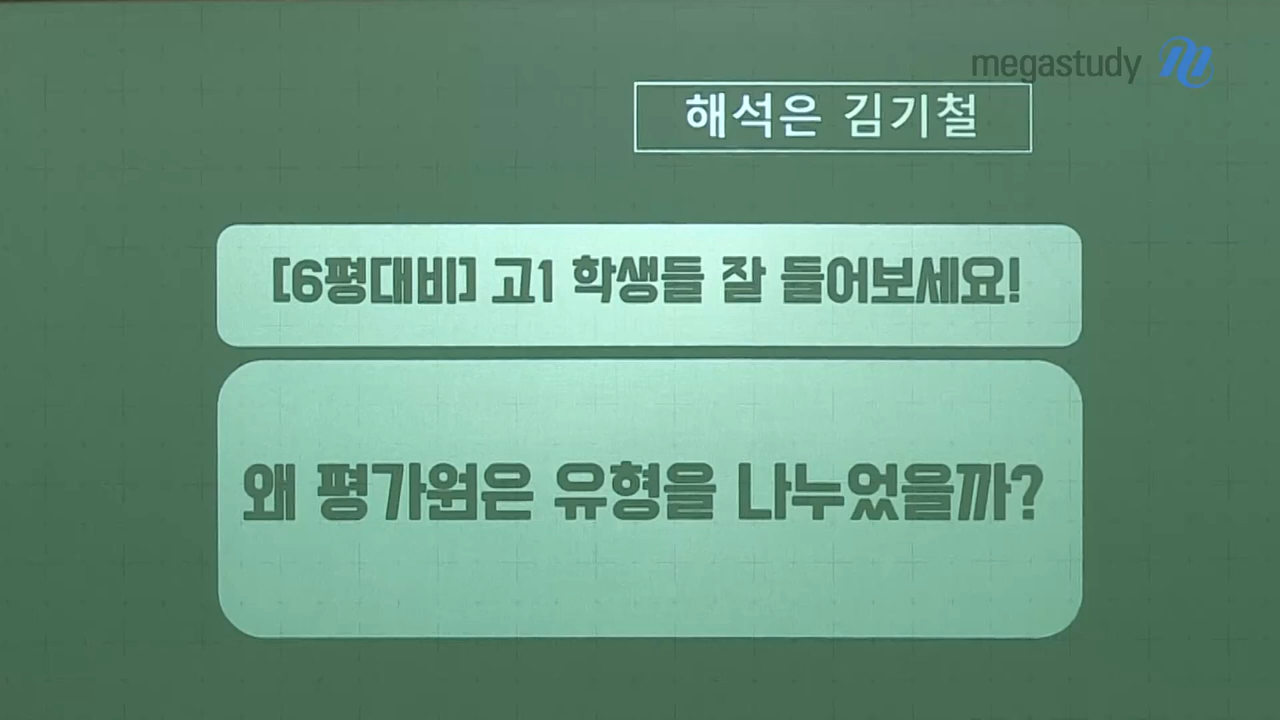 megastudy
해석은 김기철
[6평대비] 고1 학생들 잘 들어보세요!
왜 평가원은 유형을 나누었을까?